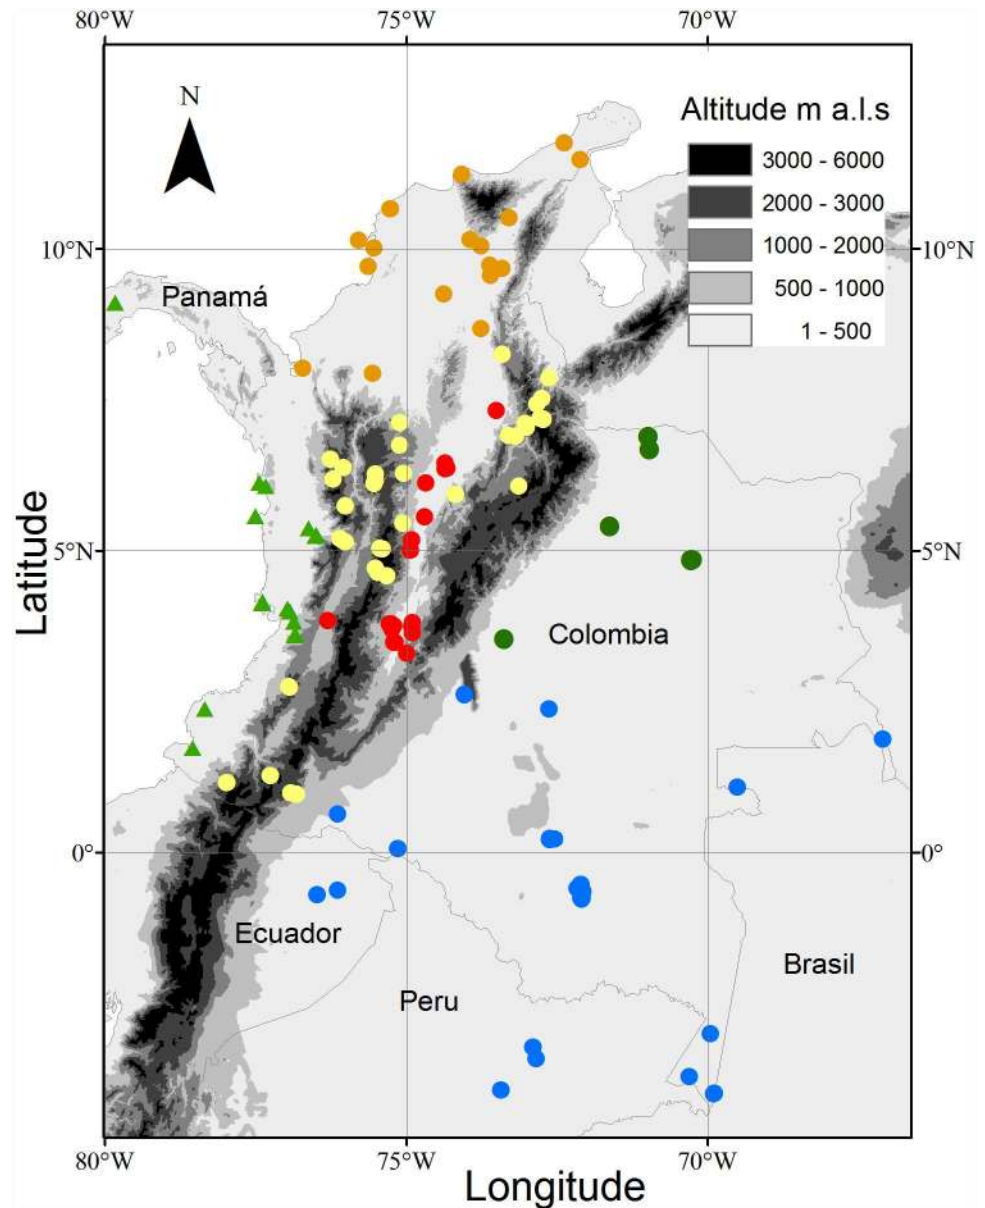 80°W 75°W 70°W
N
Altitude m a.l.s
3000 - 6000
2000 - 3000
1000 - 2000
500 - 1000
1 - 500
10°N 10°N
Panamá
5°N 5°N
Latitude
Colombia
0° 0°
Ecuador
Brasil
Peru
80°W 75°W 70°W
Longitude